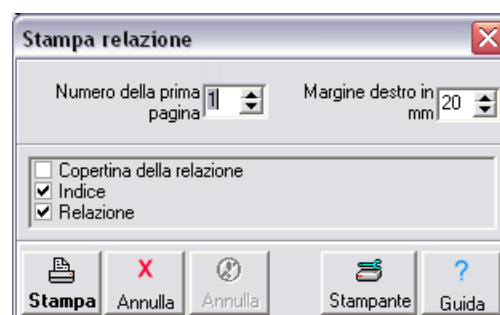 Stampa relazione
Numero della prima pagina 1
Margine destro in mm 20
Copertina della relazione
Indice
Relazione
Stampa Annulla Annulla Stampante Guida